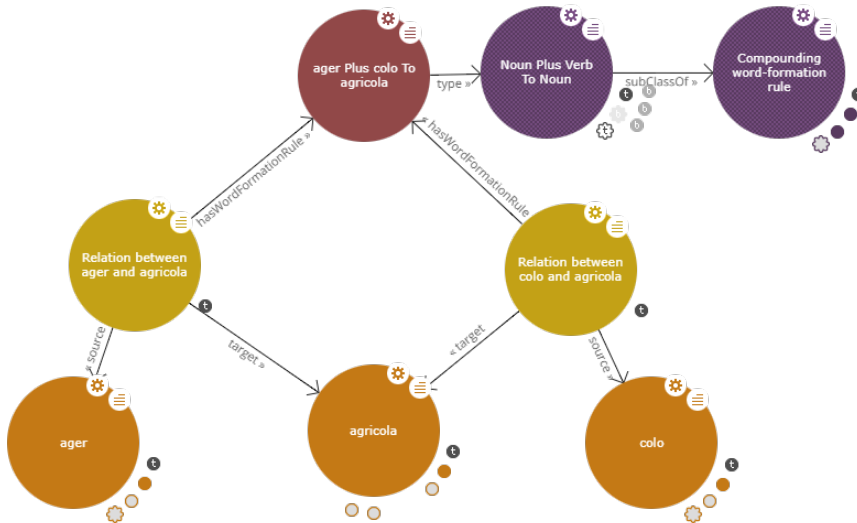 ager Plus colo To
agricola
type »
Noun Plus Verb
To Noun
subClassOf »
Compounding
word-formation
rule
t
b
b
t
b
b
t
hasWordFormationRule »
« hasWordFormationRule
Relation between
ager and agricola
Relation between
colo and agricola
t
t
« source
target »
« target
source »
ager
agricola
colo
t
t
t